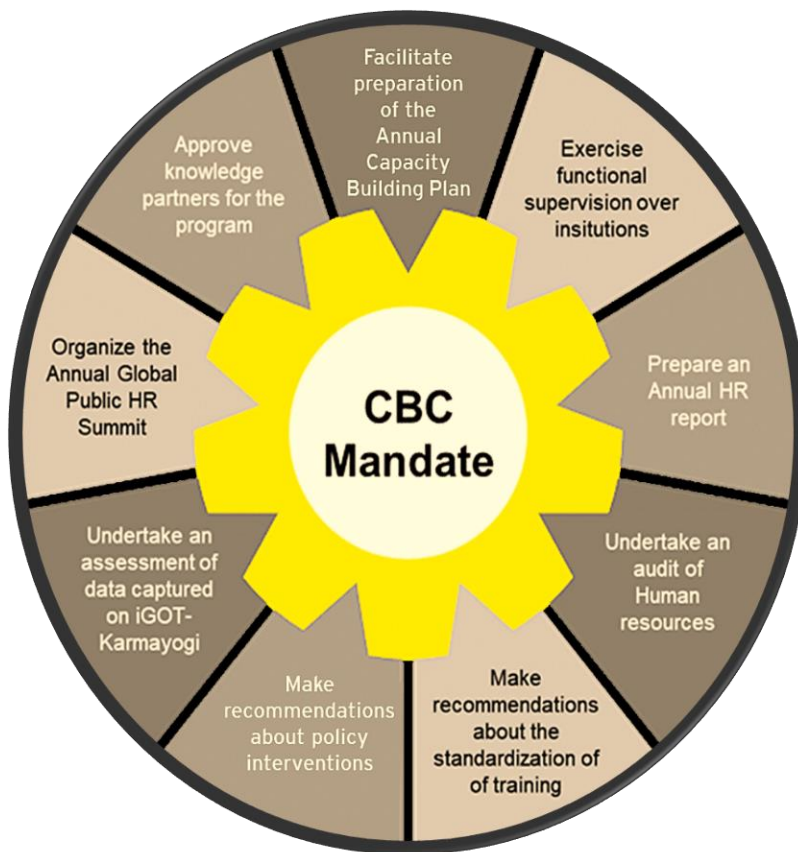 Facilitate
preparation
of the
Annual
Capacity
Building Plan
Exercise
functional
supervision over
insitutions
Prepare an
Annual HR
report
Undertake an
audit of
Human
resources
Make
recommendations
about the
standardization of
of training
Make
recommendations
about policy
interventions
Undertake an
assessment of
data captured
on iGOT-
Karmayogi
Organize the
Annual Global
Public HR
Summit
Approve
knowledge
partners for the
program
CBC
Mandate